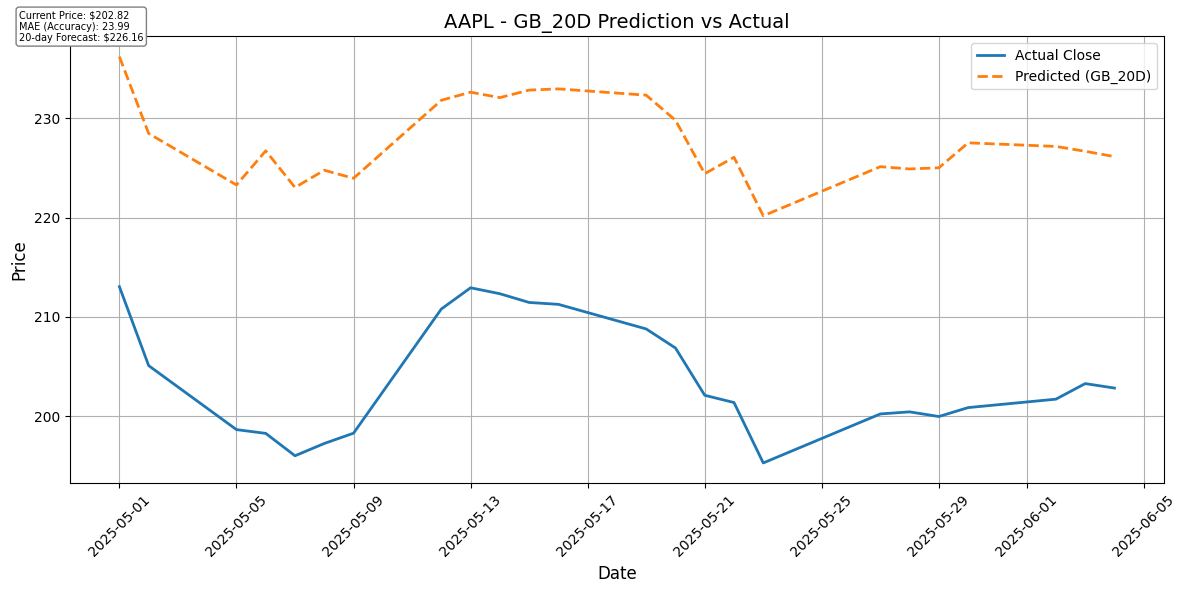 AAPL - GB_20D Prediction vs Actual
Current Price: $202.82
MAE (Accuracy): 23.99
20-day Forecast: $226.16
Actual Close
Predicted (GB_20D)
Price
230
220
210
200
2025-05-01
2025-05-05
2025-05-09
2025-05-13
2025-05-17
2025-05-21
2025-05-25
2025-05-29
2025-06-01
2025-06-05
Date